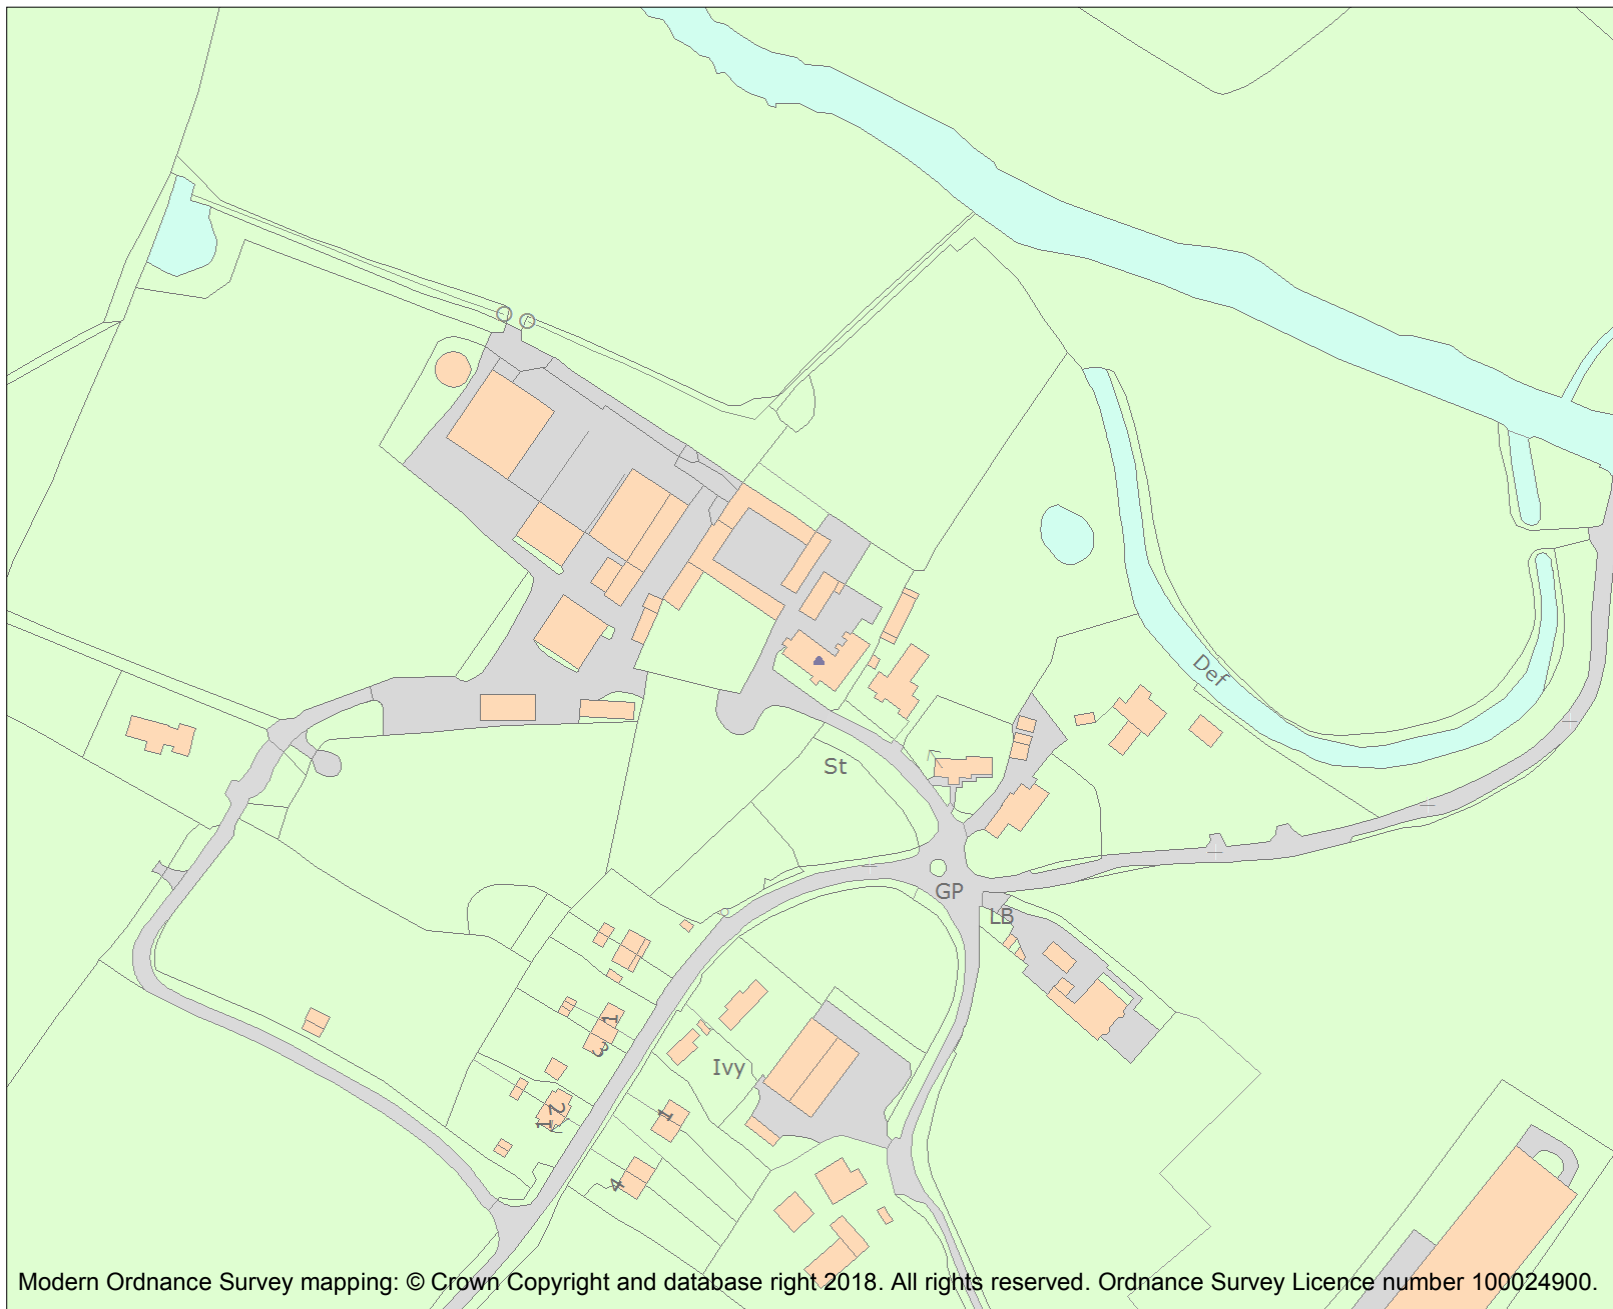 Def
St
GP
LB
Ivy
1
3
2
1
1
4
Modern Ordnance Survey mapping: © Crown Copyright and database right 2018. All rights reserved. Ordnance Survey Licence number 100024900.